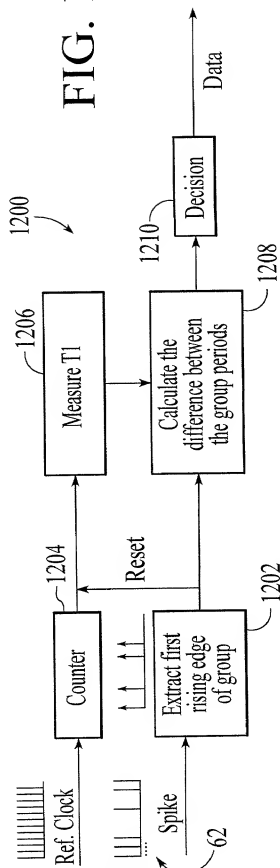 FIG.
1200
Ref. Clock
Counter
1204
Measure T1
1206
Reset
62
Spike
Extract first
rising edge
of group
1202
Calculate the
difference between
the group periods
1208
Decision
1210
Data